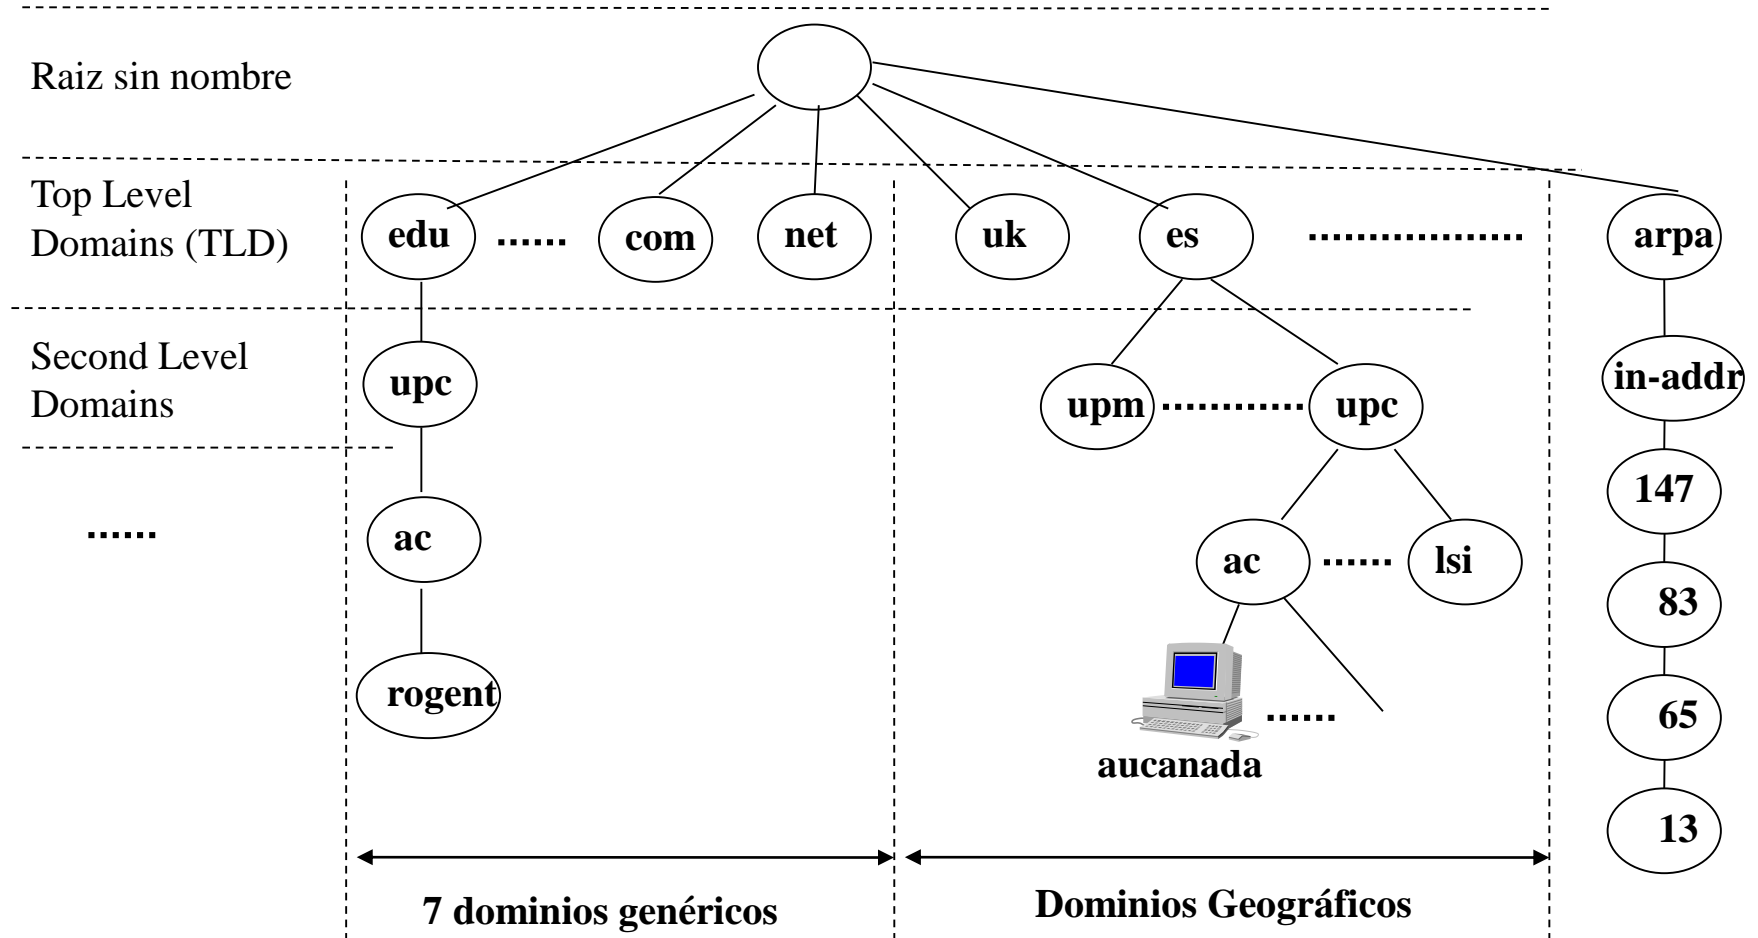 Raiz sin nombre
Top Level
Domains (TLD)
edu ...... com net uk es ................... arpa
Second Level
Domains
upc upm ............. upc in-addr
147
...... ac ac ...... lsi
83
rogent ...... 65
aucanada
13
7 dominios genéricos Dominios Geográficos